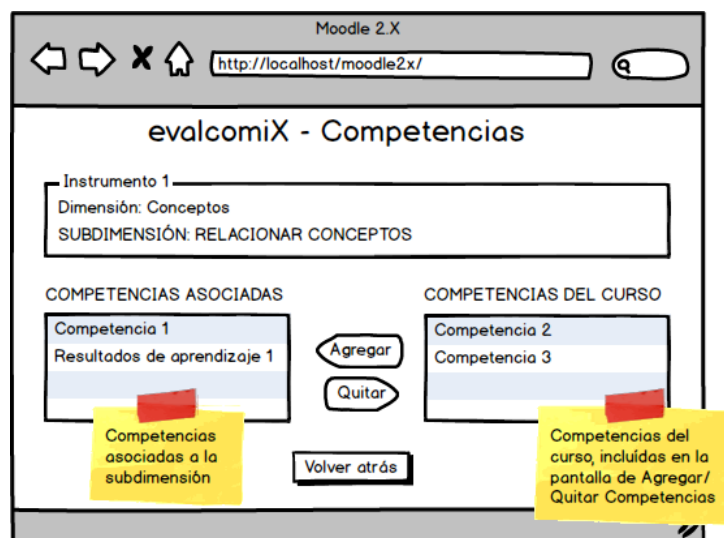 Moodle 2.X
http://localhost/moodle2x/
evalcomiX - Competencias
Instrumento 1
Dimensión: Conceptos
SUBDIMENSIÓN: RELACIONAR CONCEPTOS
COMPETENCIAS ASOCIADAS
Competencia 1
Resultados de aprendizaje 1
Agregar
Quitar
COMPETENCIAS DEL CURSO
Competencia 2
Competencia 3
Competencias
asociadas a la
subdimensión
Volver atrás
Competencias del
curso, incluídas en la
pantalla de Agregar/
Quitar Competencias